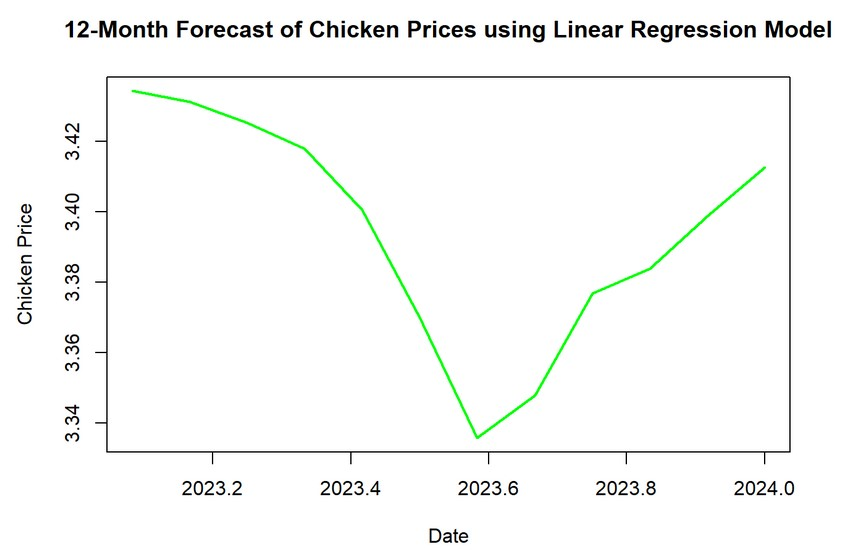 12-Month Forecast of Chicken Prices using Linear Regression Model
Chicken Price
3.42
3.40
3.38
3.36
3.34
2023.2 2023.4 2023.6 2023.8 2024.0
Date